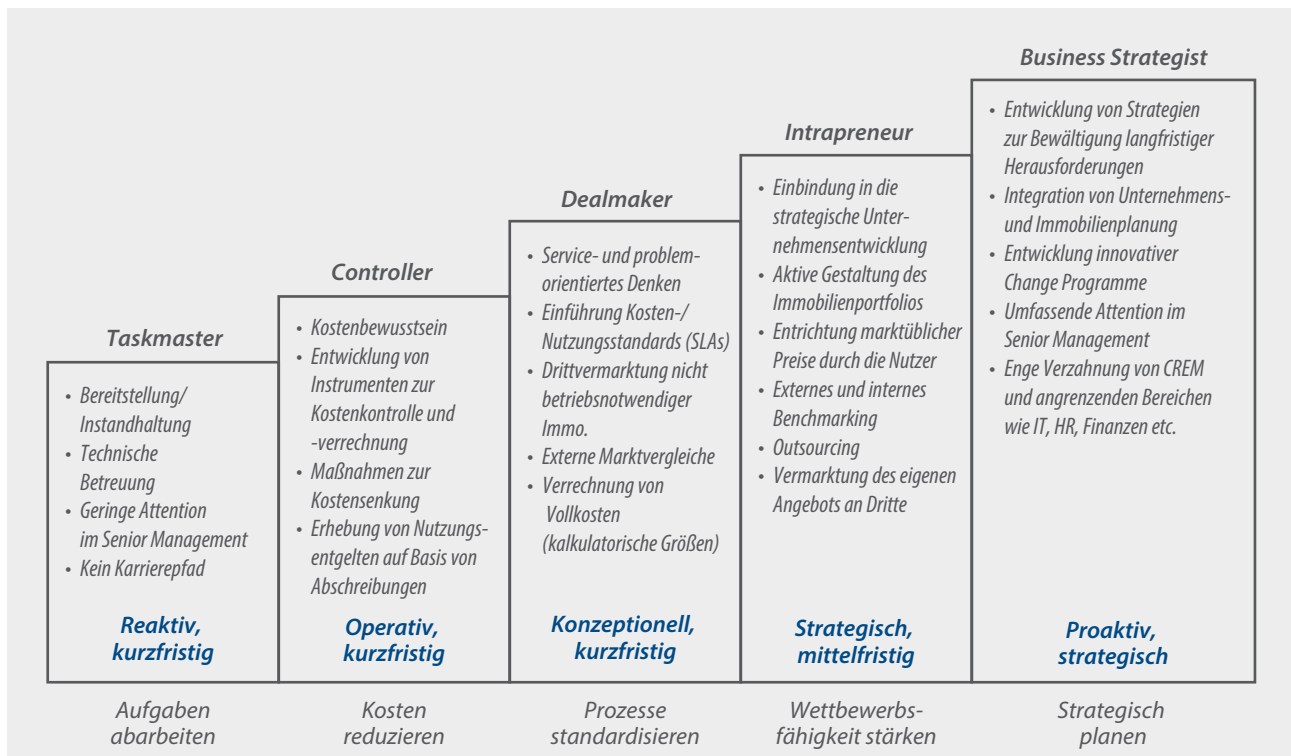 Taskmaster
• Bereitstellung/
Instandhaltung
• Technische
Betreuung
• Geringe Attention
im Senior Management
• Kein Karrierepfad
Reaktiv,
kurzfristig
Aufgaben
abarbeiten
Controller
• Kostenbewusstsein
• Entwicklung von
Instrumenten zur
Kostenkontrolle und
-verrechnung
• Maßnahmen zur
Kostensenkung
• Erhebung von Nutzungs-
entgelten auf Basis von
Abschreibungen
Operativ,
kurzfristig
Kosten
reduzieren
Dealmaker
• Service- und problem-
orientiertes Denken
• Einführung Kosten-/
Nutzungsstandards (SLAs)
• Drittvermarktung nicht
betriebsnotwendiger
Immo.
• Externe Marktvergleiche
• Verrechnung von
Vollkosten
(kalkulatorische Größen)
Konzeptionell,
kurzfristig
Prozesse
standardisieren
Intrapreneur
• Einbindung in die
strategische Unter-
nehmensentwicklung
• Aktive Gestaltung des
Immobilienportfolios
• Entrichtung marktüblicher
Preise durch die Nutzer
• Externes und internes
Benchmarking
• Outsourcing
• Vermarktung des eigenen
Angebots an Dritte
Strategisch,
mittelfristig
Wettbewerbs-
fähigkeit stärken
Business Strategist
• Entwicklung von Strategien
zur Bewältigung langfristiger
Herausforderungen
• Integration von Unternehmens-
und Immobilienplanung
• Entwicklung innovativer
Change Programme
• Umfassende Attention im
Senior Management
• Enge Verzahnung von CREM
und angrenzenden Bereichen
wie IT, HR, Finanzen etc.
Proaktiv,
strategisch
Strategisch
planen